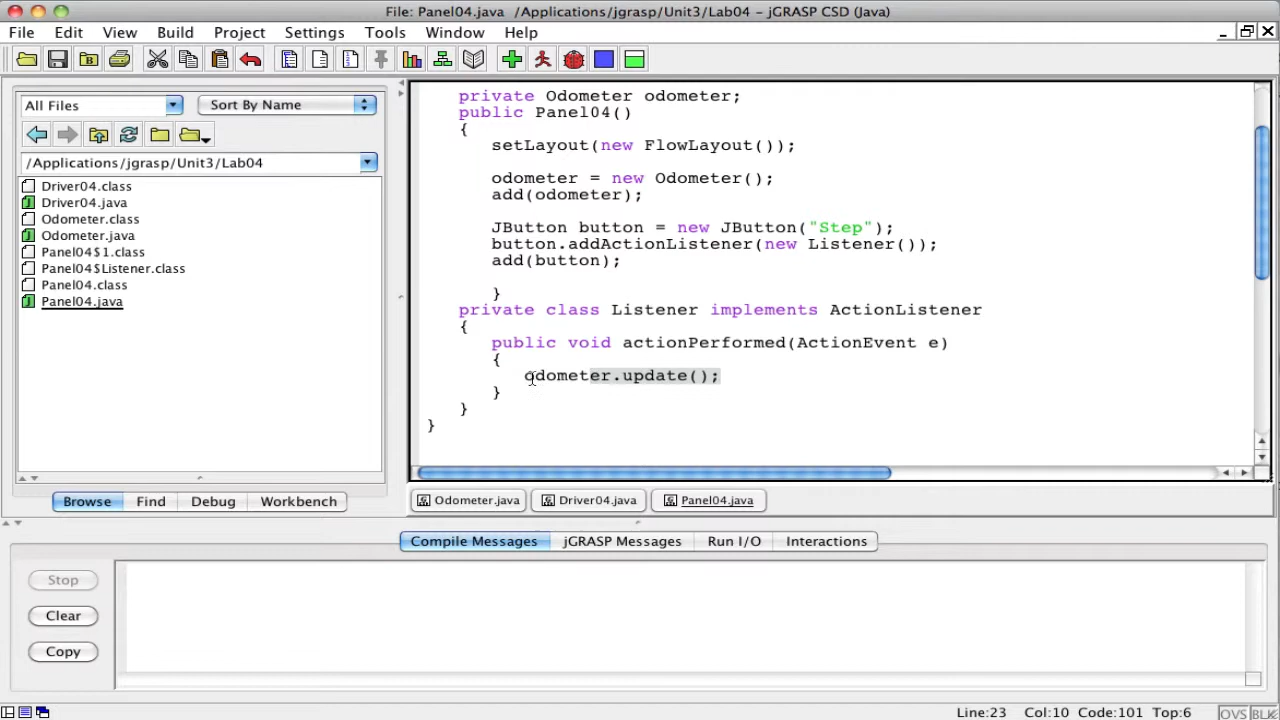 File: Panel04.java /Applications/jgrasp/Unit3/Lab04 – jGRASP CSD (Java)
File Edit View Build Project Settings Tools Window Help
All Files Sort By Name
/Applications/jgrasp/Unit3/Lab04
Driver04.class
Driver04.java
Odometer.class
Odometer.java
Panel04$1.class
Panel04$Listener.class
Panel04.class
Panel04.java
Browse Find Debug Workbench
private Odometer odometer;
public Panel04()
{
setLayout(new FlowLayout());
odometer = new Odometer();
add(odometer);
JButton button = new JButton("Step");
button.addActionListener(new Listener());
add(button);
}
private class Listener implements ActionListener
{
public void actionPerformed(ActionEvent e)
{
odometer.update();
}
}
}
Odometer.java Driver04.java Panel04.java
Compile Messages jGRASP Messages Run I/O Interactions
Stop
Clear
Copy
Line:23 Col:10 Code:101 Top:6 OVS BLK